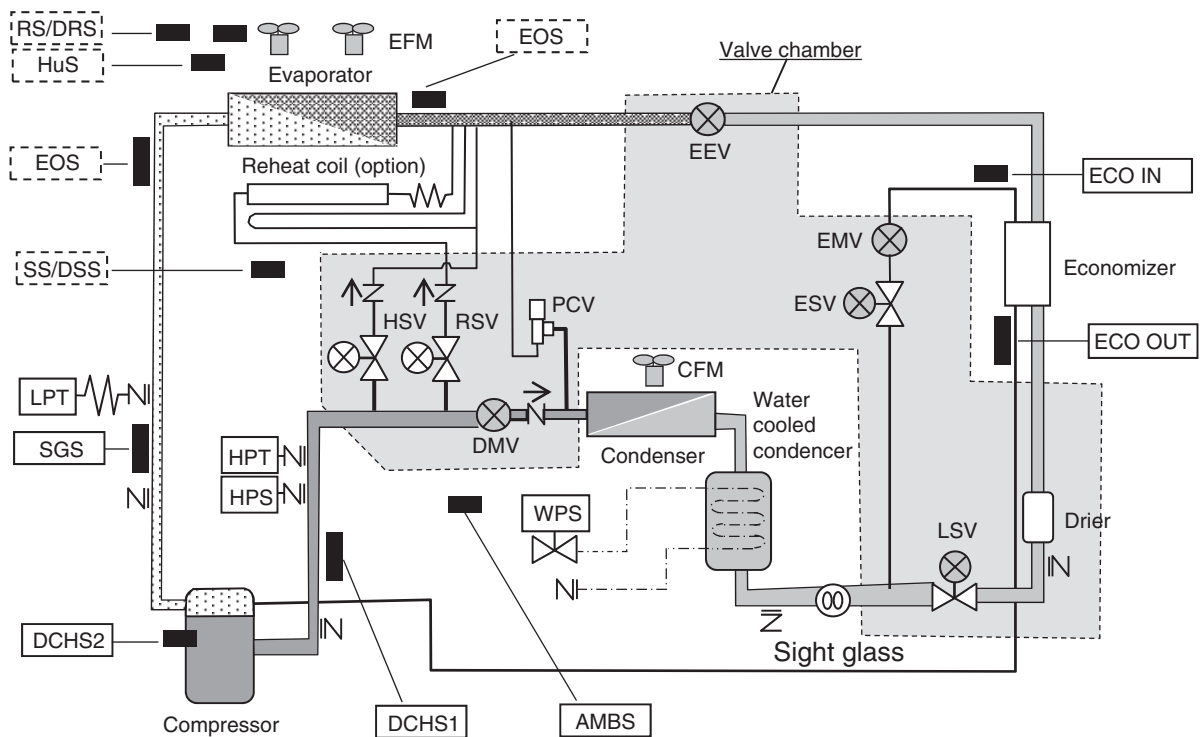 RS/DRS
HuS
EFM
EOS
Evaporator
Valve chamber
EOS
EEV
Reheat coil (option)
ECO IN
EMV
Economizer
SS/DSS
ESV
HSV
RSV
PCV
ECO OUT
LPT
CFM
Water
cooled
condencer
SGS
DMV
Condenser
HPT
HPS
WPS
LSV
Drier
DCHS2
Sight glass
Compressor
DCHS1
AMBS